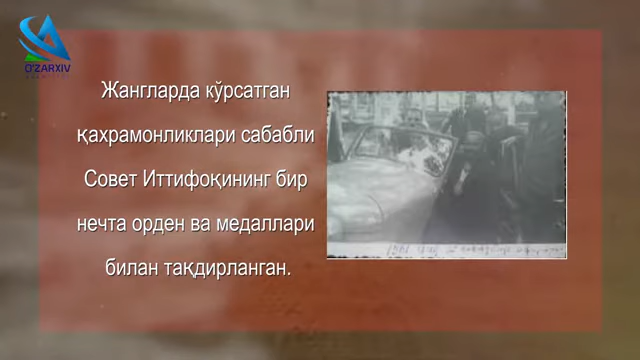 O'ZARXIV
Жангларда кўрсатган
қахрамонликлари сабабли
Совет Иттифоқининг бир
нечта орден ва медаллари
билан тақдирланган.